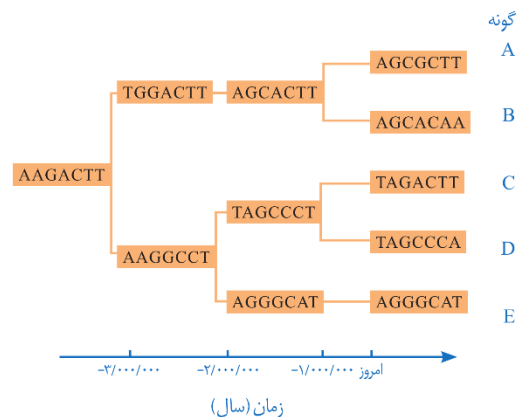 گونه
A
AGCGCTT
TGGACTT
AGCACTT
B
AGCACAA
AAGACTT
C
TAGACTT
TAGCCCT
D
TAGCCCA
AAGGCCT
E
AGGGCAT
AGGGCAT
-۳/۰۰۰/۰۰۰
-۲/۰۰۰/۰۰۰
-۱/۰۰۰/۰۰۰
امروز
زمان (سال)